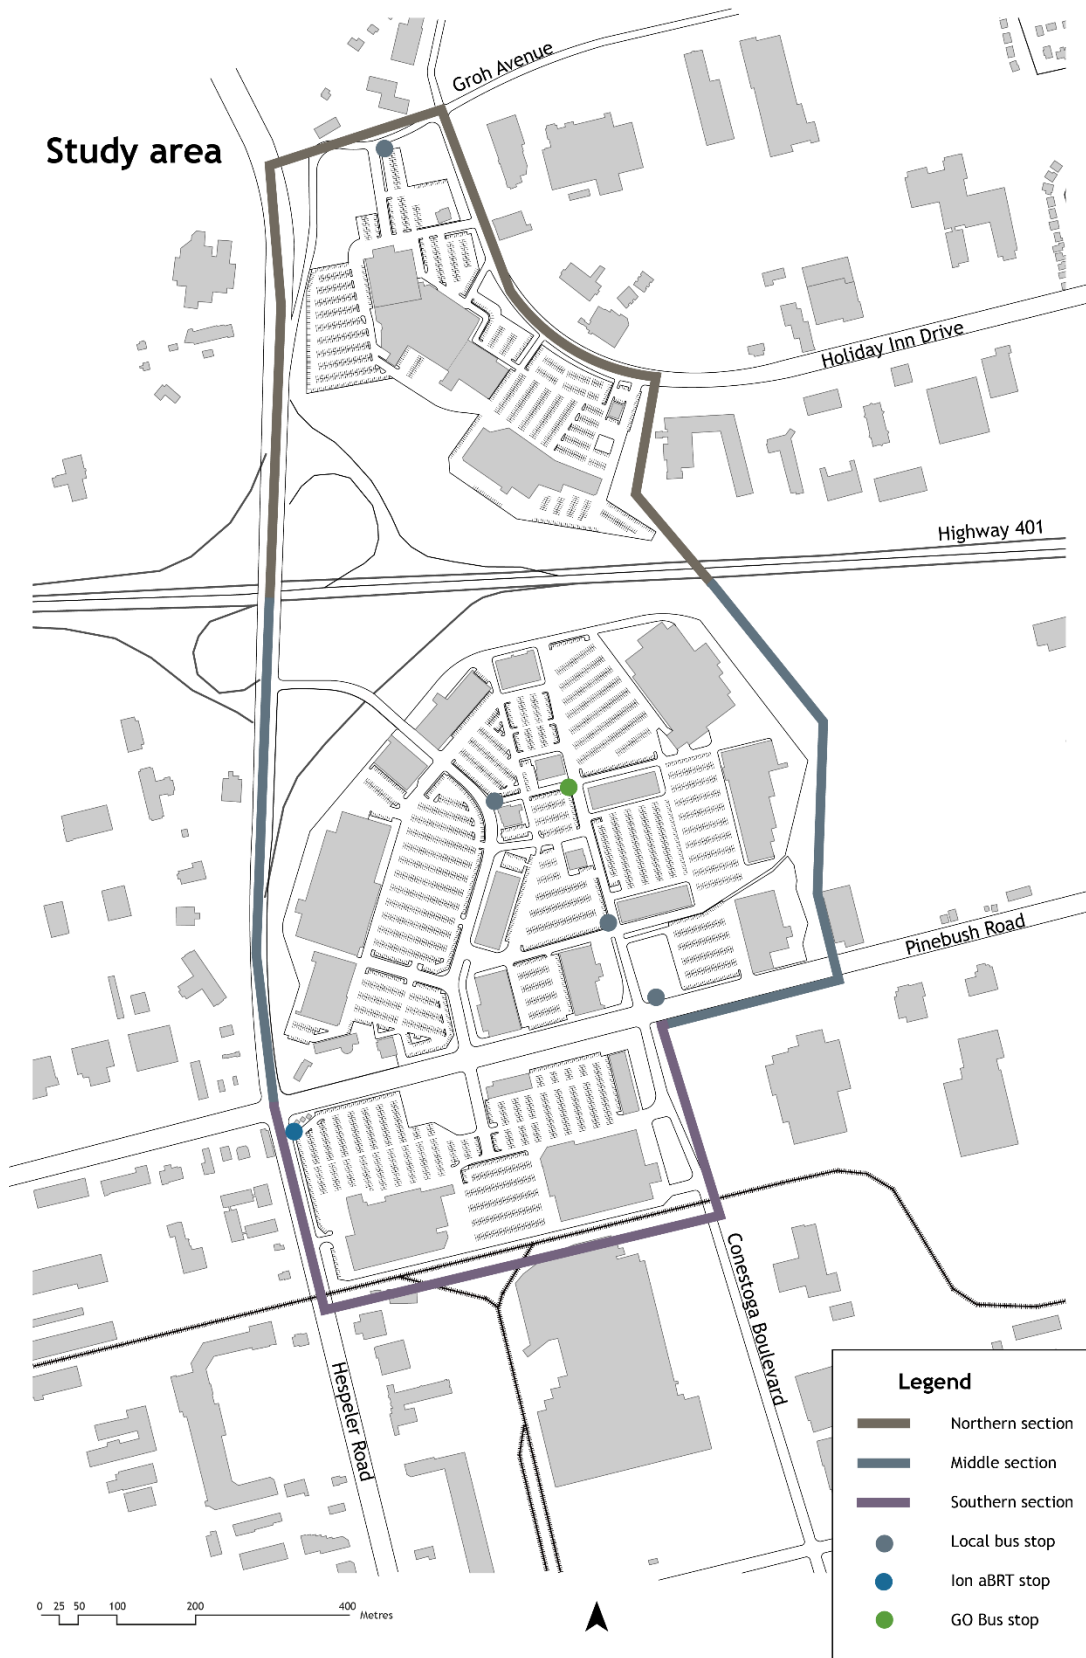 Groh Avenue
Study area
Holiday Inn Drive
Highway 401
Pinebush Road
Conestoga Boulevard
Hespeler Road
Legend
Northern section
Middle section
Southern section
Local bus stop
Ion aBRT stop
GO Bus stop
0 25 50 100 200 400
Metres